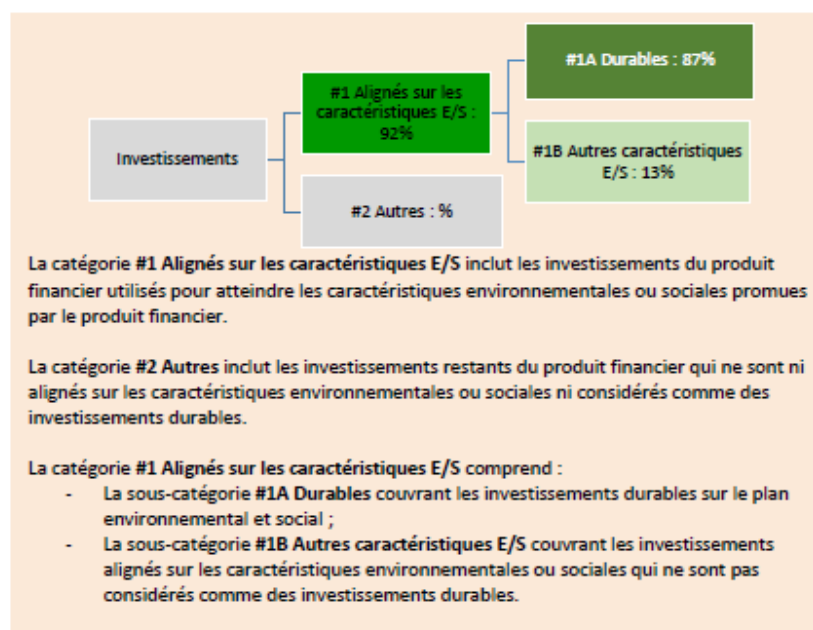 #1A Durables : 87%
#1 Alignés sur les
caractéristiques E/S :
92%
Investissements
#1B Autres caractéristiques
E/S : 13%
#2 Autres : %
La catégorie #1 Alignés sur les caractéristiques E/S inclut les investissements du produit
financier utilisés pour atteindre les caractéristiques environnementales ou sociales promues
par le produit financier.
La catégorie #2 Autres inclut les investissements restants du produit financier qui ne sont ni
alignés sur les caractéristiques environnementales ou sociales ni considérés comme des
investissements durables.
La catégorie #1 Alignés sur les caractéristiques E/S comprend :
- La sous-catégorie #1A Durables couvrant les investissements durables sur le plan
environnemental et social ;
- La sous-catégorie #1B Autres caractéristiques E/S couvrant les investissements
alignés sur les caractéristiques environnementales ou sociales qui ne sont pas
considérés comme des investissements durables.